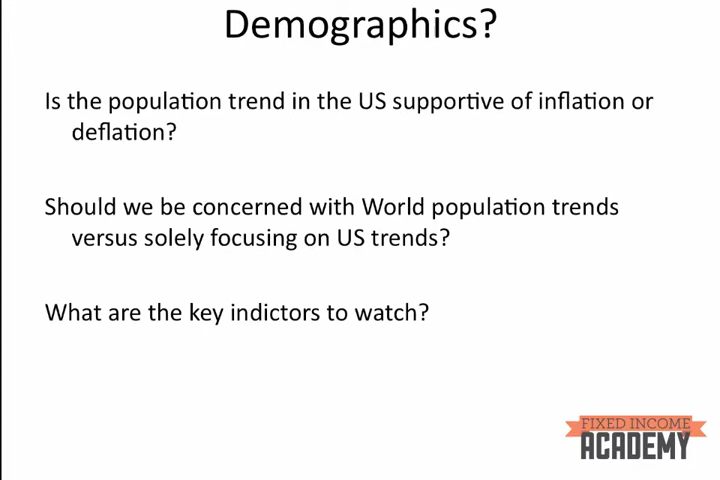 Demographics?
Is the population trend in the US supportive of inflation or
deflation?
Should we be concerned with World population trends
versus solely focusing on US trends?
What are the key indictors to watch?
FIXED INCOME
ACADEMY